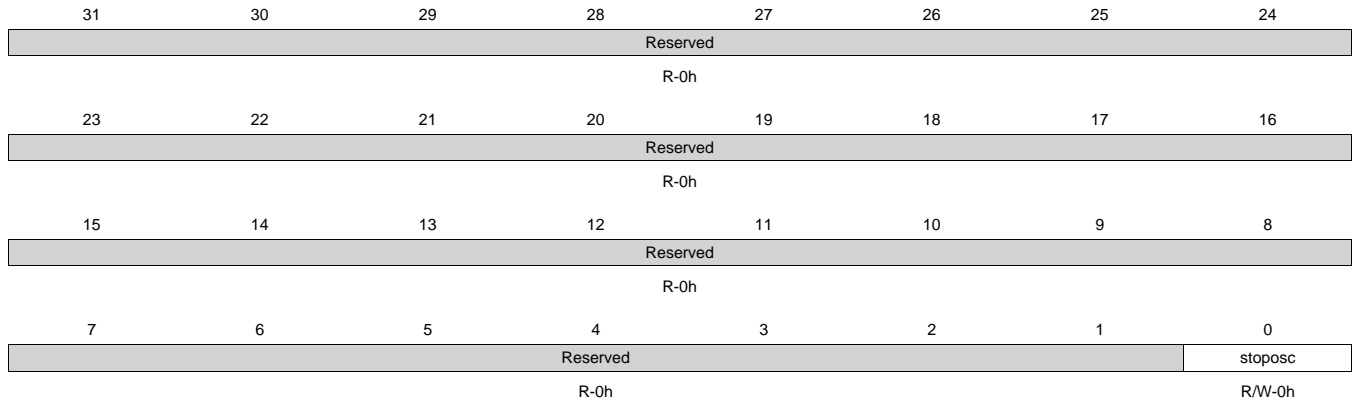 31 30 29 28 27 26 25 24
Reserved
R-0h
23 22 21 20 19 18 17 16
Reserved
R-0h
15 14 13 12 11 10 9 8
Reserved
R-0h
7 6 5 4 3 2 1 0
Reserved stoposc
R-0h R/W-0h